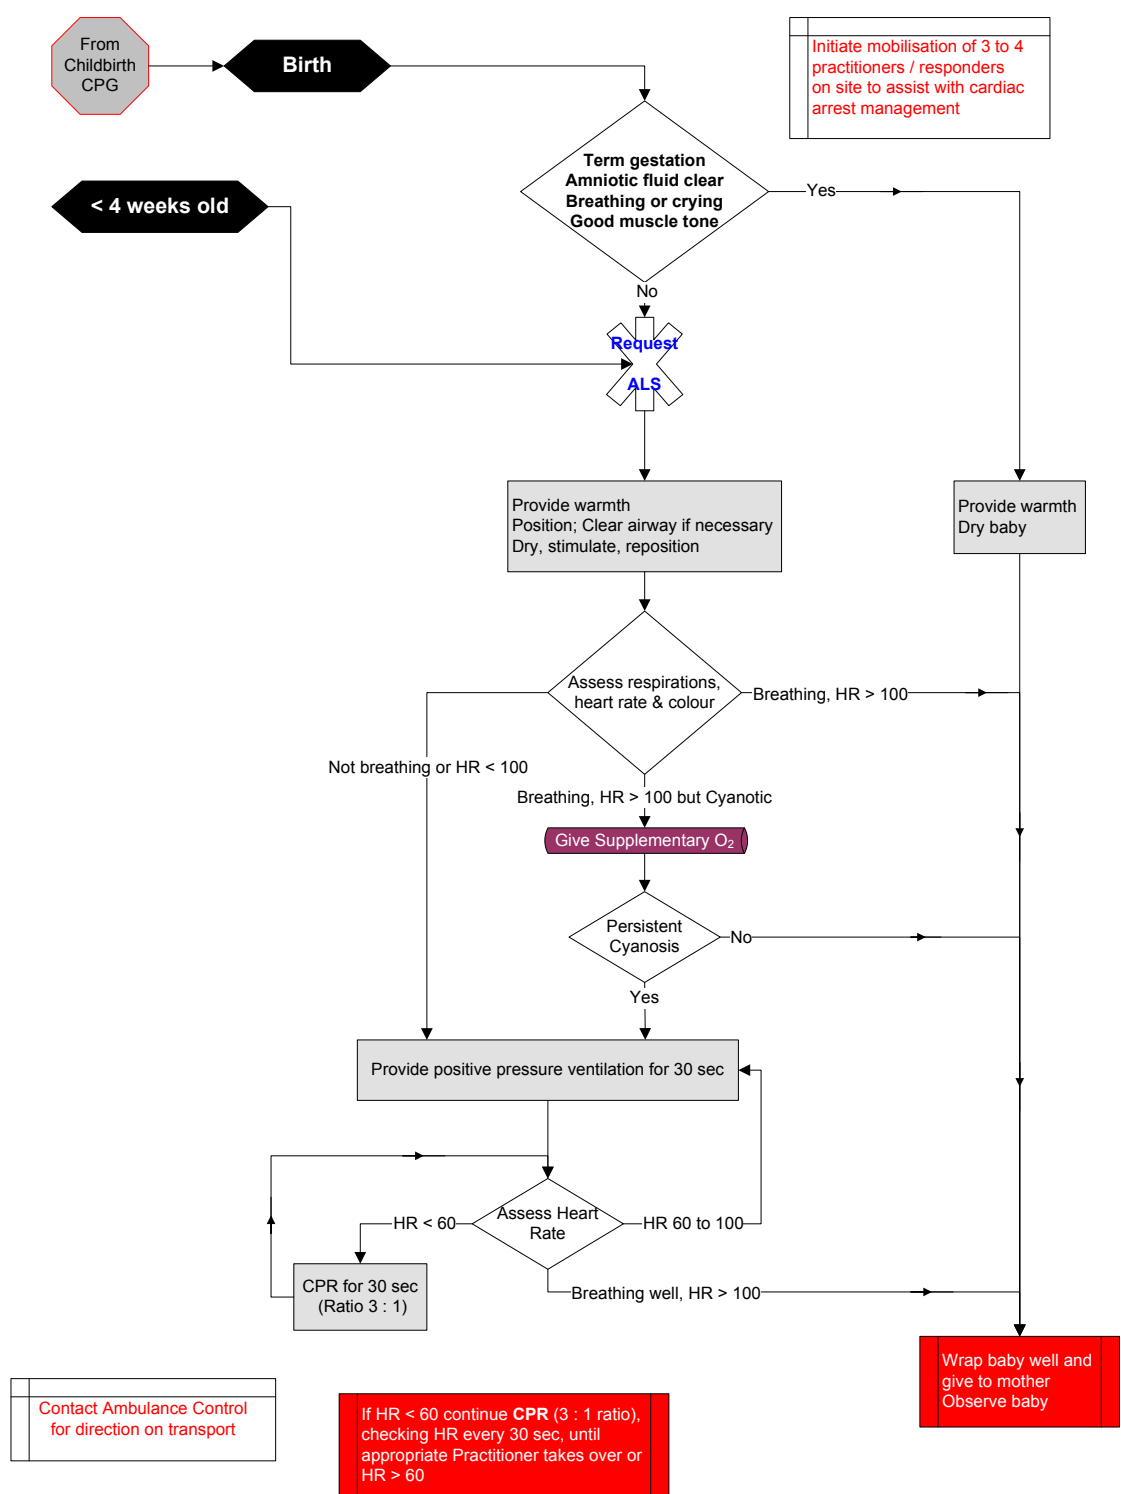 From
Childbirth
CPG
Birth
Initiate mobilisation of 3 to 4
practitioners / responders
on site to assist with cardiac
arrest management
Term gestation
Amniotic fluid clear
Breathing or crying
Good muscle tone
Yes
< 4 weeks old
No
Request
ALS
Provide warmth
Position; Clear airway if necessary
Dry, stimulate, reposition
Provide warmth
Dry baby
Assess respirations,
heart rate & colour
Breathing, HR > 100
Not breathing or HR < 100
Breathing, HR > 100 but Cyanotic
Give Supplementary O₂
Persistent
Cyanosis
No
Yes
Provide positive pressure ventilation for 30 sec
Assess Heart
Rate
HR < 60
HR 60 to 100
CPR for 30 sec
(Ratio 3 : 1)
Breathing well, HR > 100
Wrap baby well and
give to mother
Observe baby
Contact Ambulance Control
for direction on transport
If HR < 60 continue CPR (3 : 1 ratio),
checking HR every 30 sec, until
appropriate Practitioner takes over or
HR > 60